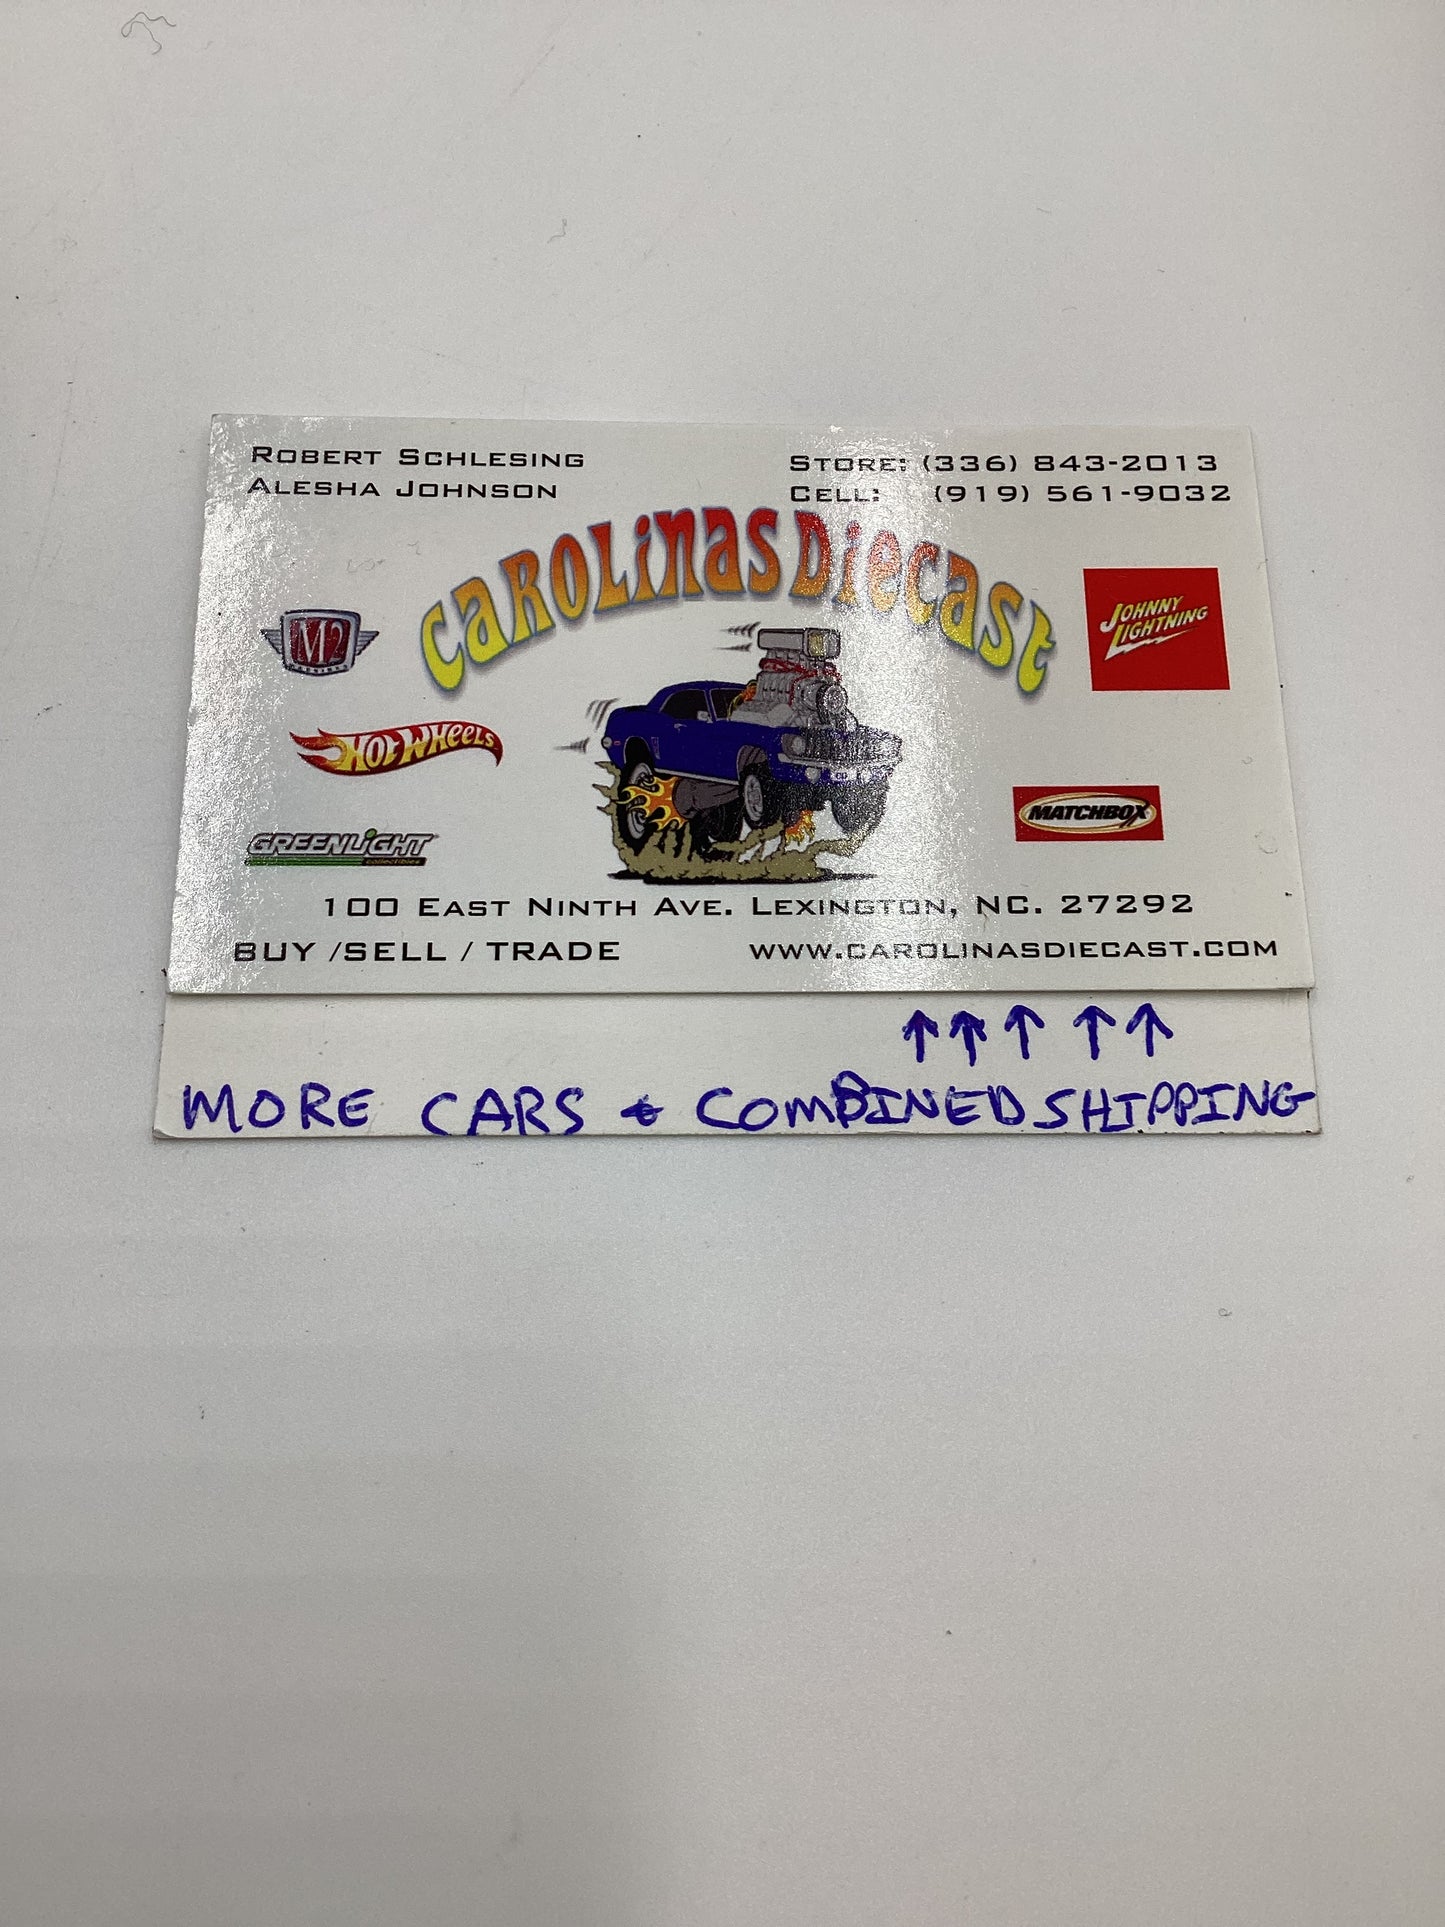 Robert Schlesing
Alesha Johnson
Store: (336) 843-2013
Cell: (919) 561-9032
Carolinas Diecast
M2
JOHNNY
LIGHTNING
Hot Wheels
MATCHBOX
GREENLiGHT
collectibles
100 East Ninth Ave. Lexington, NC. 27292
BUY /SELL / TRADE
www.carolinasdiecast.com
↑ ↑ ↑ ↑ ↑
MORE CARS & COMBINED SHIPPING